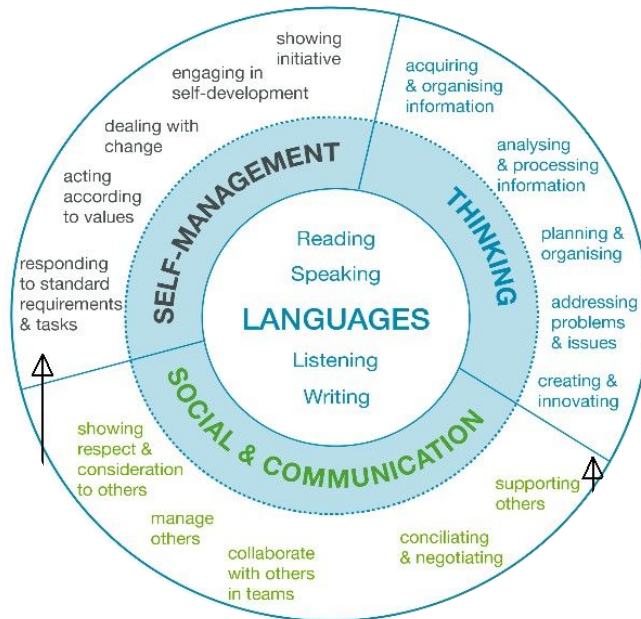 showing
initiative
engaging in
self-development
dealing with
change
acting
according
to values
responding
to standard
requirements
& tasks
SELF-MANAGEMENT
acquiring
& organising
information
analysing
& processing
information
planning &
organising
addressing
problems
& issues
creating &
innovating
THINKING
Reading
Speaking
LANGUAGES
Listening
Writing
SOCIAL & COMMUNICATION
showing
respect &
consideration
to others
manage
others
collaborate
with others
in teams
conciliating
& negotiating
supporting
others